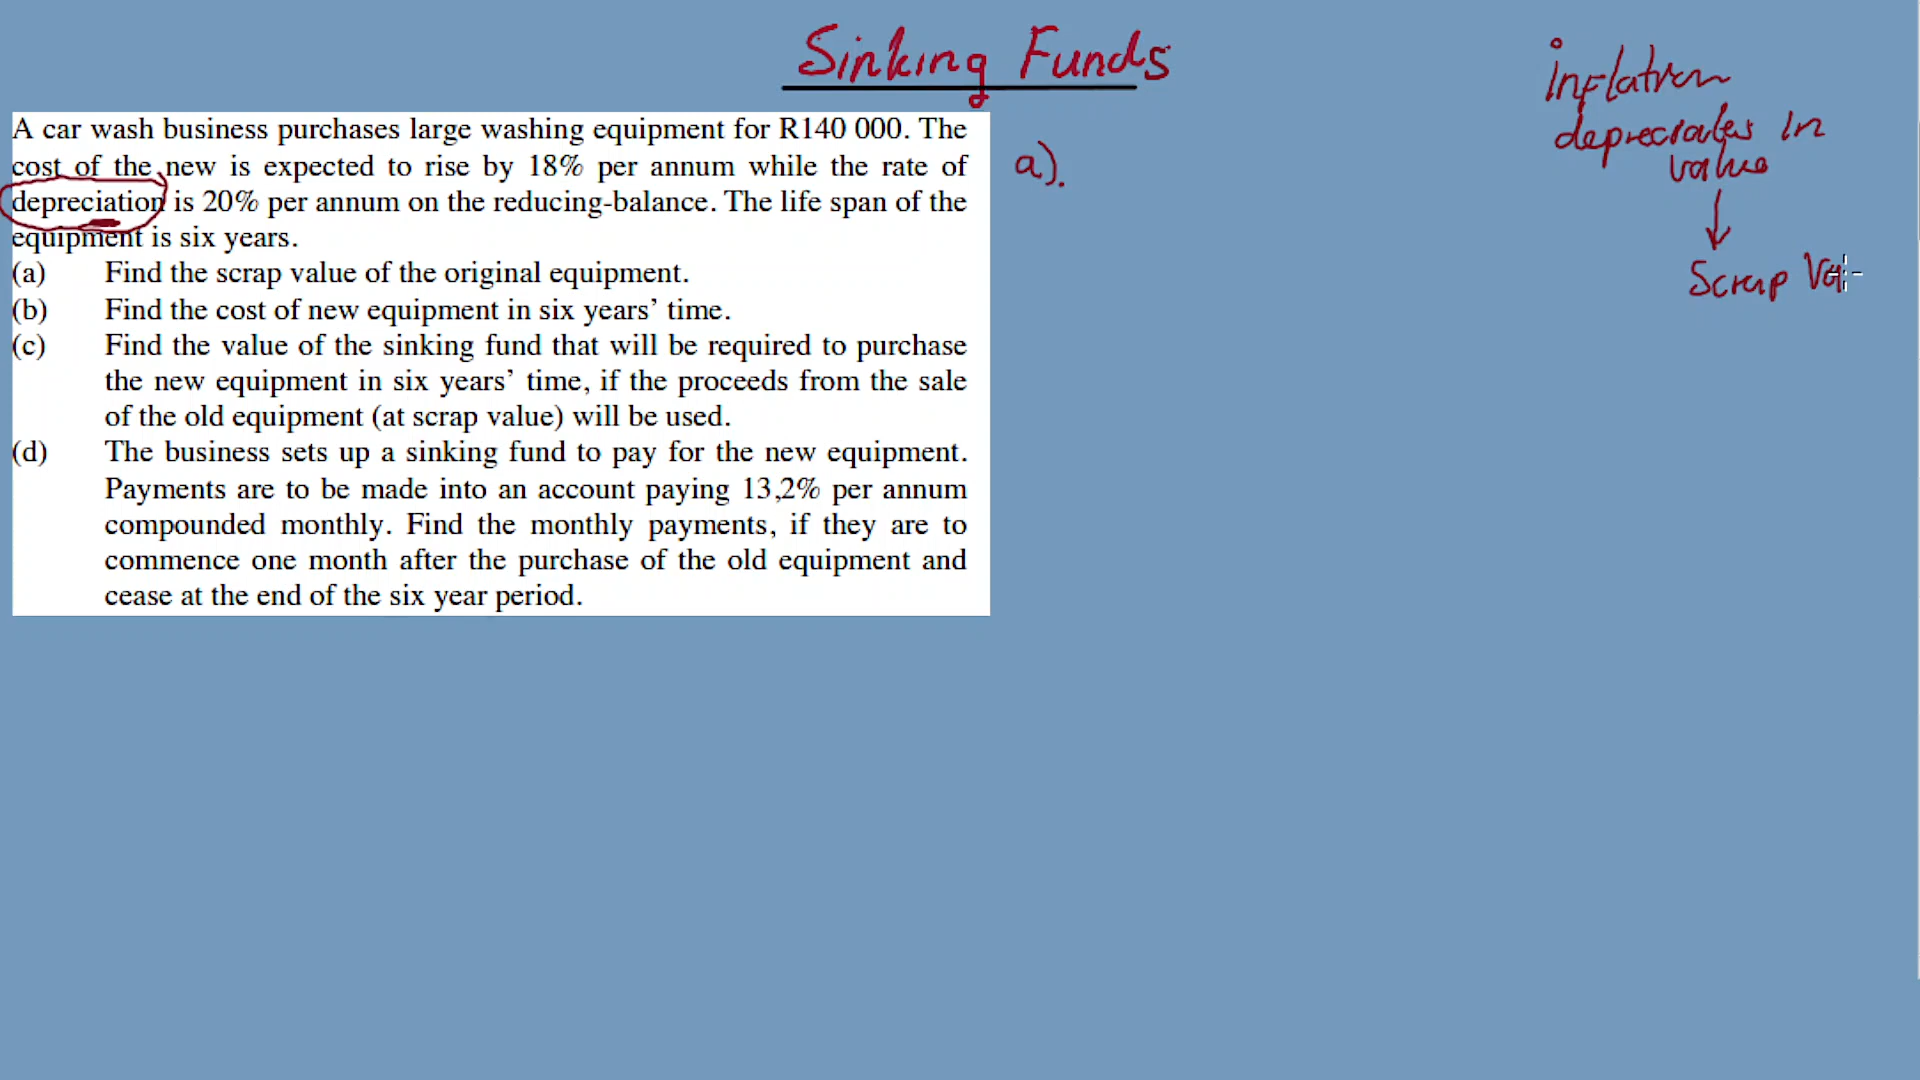 Sinking Funds
A car wash business purchases large washing equipment for R140 000. The
cost of the new is expected to rise by 18% per annum while the rate of
depreciation is 20% per annum on the reducing-balance. The life span of the
equipment is six years.
(a) Find the scrap value of the original equipment.
(b) Find the cost of new equipment in six years’ time.
(c) Find the value of the sinking fund that will be required to purchase
the new equipment in six years’ time, if the proceeds from the sale
of the old equipment (at scrap value) will be used.
(d) The business sets up a sinking fund to pay for the new equipment.
Payments are to be made into an account paying 13,2% per annum
compounded monthly. Find the monthly payments, if they are to
commence one month after the purchase of the old equipment and
cease at the end of the six year period.
a).
inflation
depreciates in
value
Scrap Va